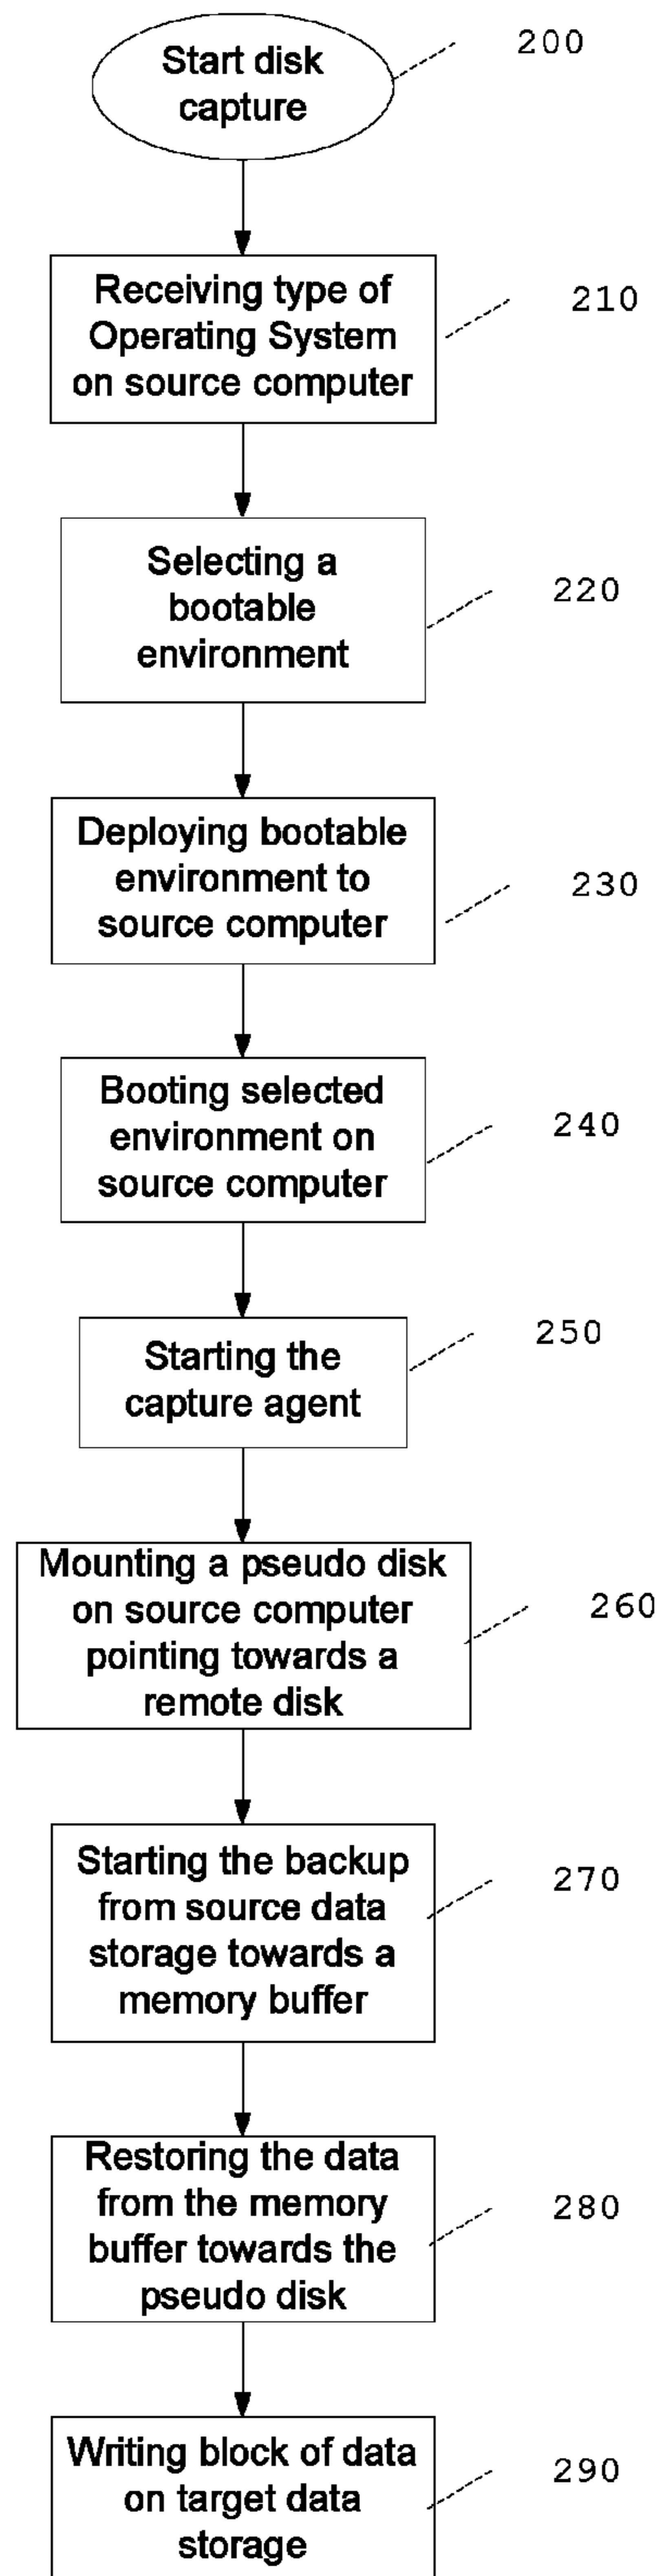 Start disk
capture
200
Receiving type of
Operating System
on source computer
210
Selecting a
bootable
environment
220
Deploying bootable
environment to
source computer
230
Booting selected
environment on
source computer
240
Starting the
capture agent
250
Mounting a pseudo disk
on source computer
pointing towards a
remote disk
260
Starting the backup
from source data
storage towards a
memory buffer
270
Restoring the data
from the memory
buffer towards the
pseudo disk
280
Writing block of data
on target data
storage
290